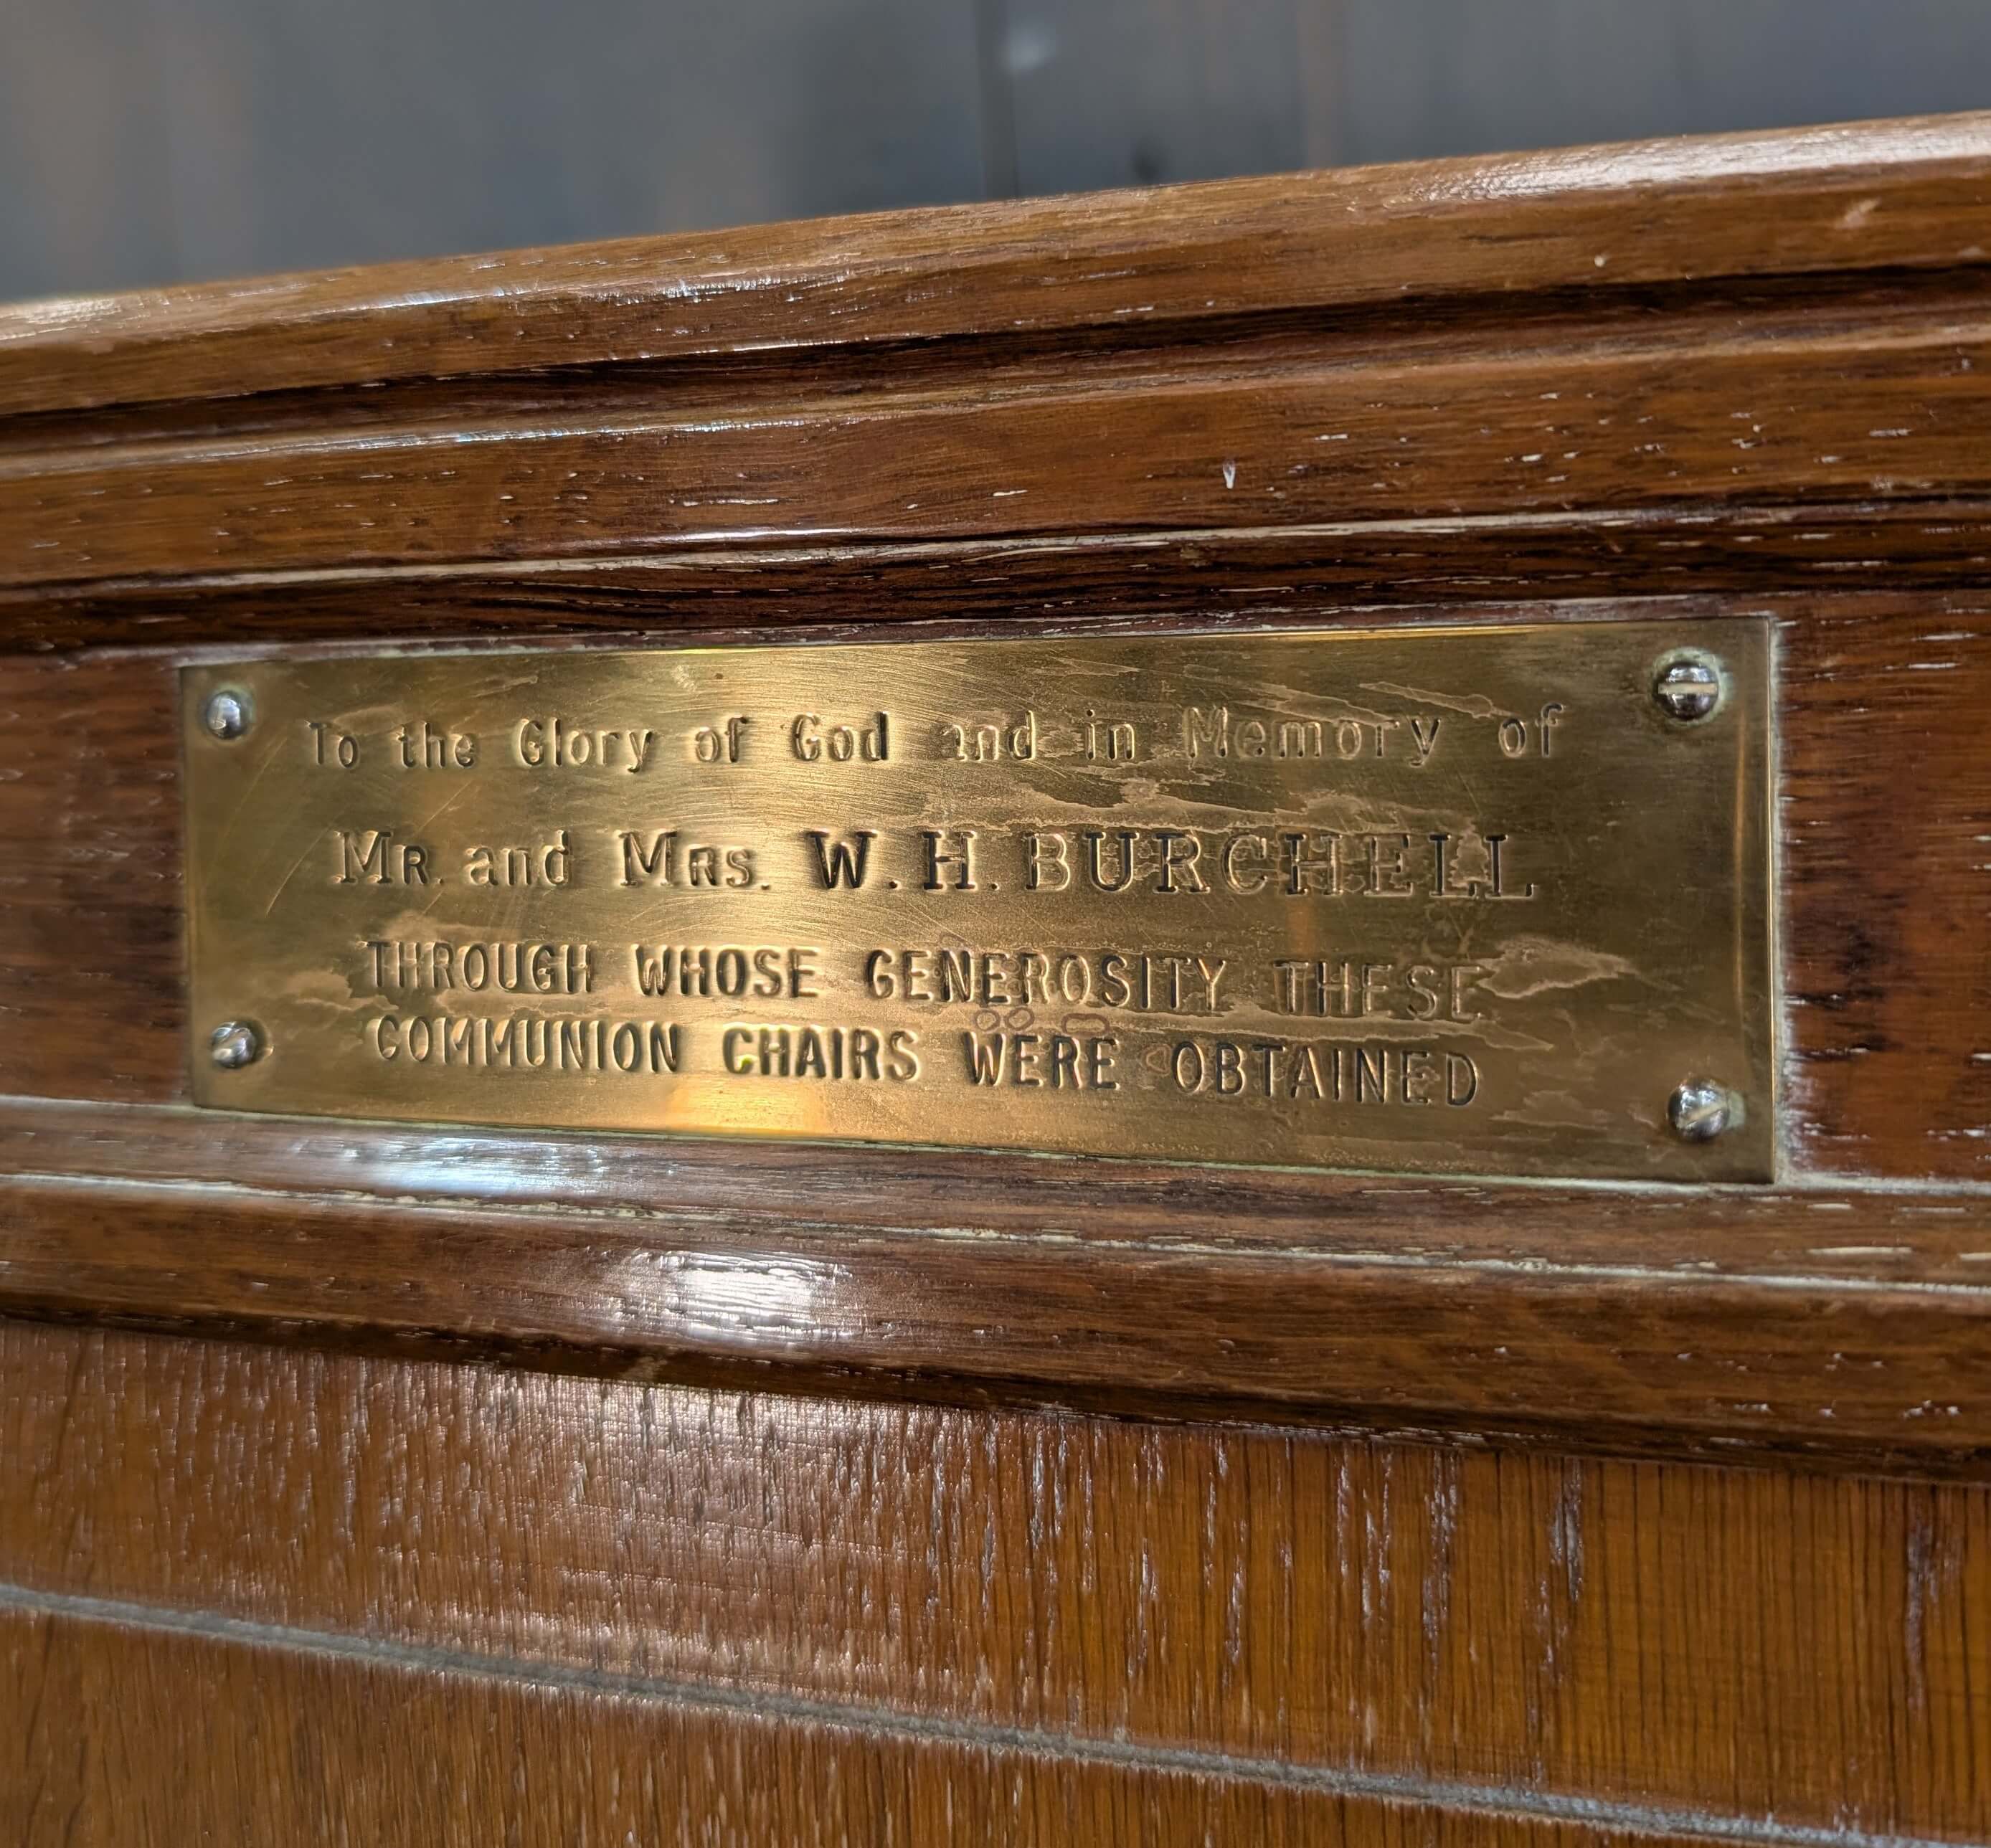 To the Glory of God and in Memory of
MR. and MRS. W. H. BURCHELL
THROUGH WHOSE GENEROSITY THESE
COMMUNION CHAIRS WERE OBTAINED